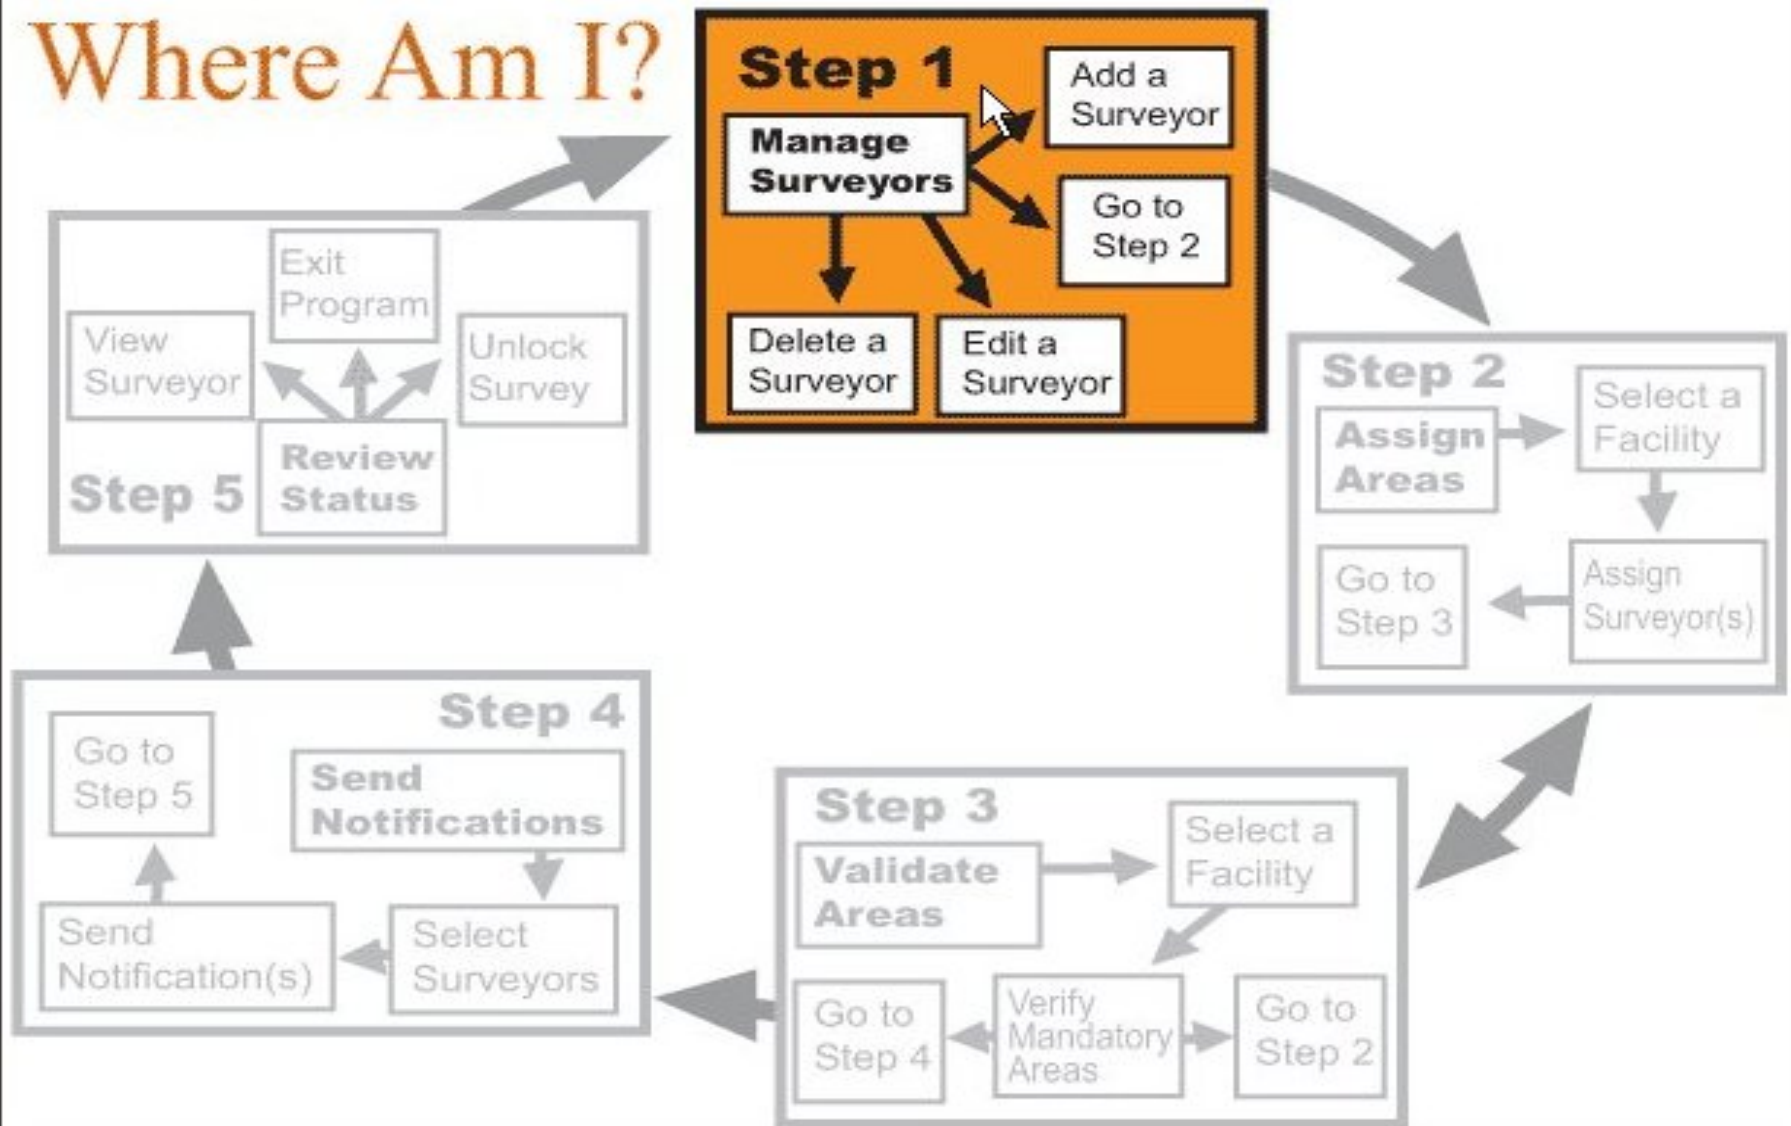 Where Am I?
Step 1
Manage
Surveyors
Add a
Surveyor
Go to
Step 2
Delete a
Surveyor
Edit a
Surveyor
Step 2
Assign
Areas
Select a
Facility
Assign
Surveyor(s)
Go to
Step 3
Step 3
Validate
Areas
Select a
Facility
Verify
Mandatory
Areas
Go to
Step 4
Go to
Step 2
Step 4
Send
Notifications
Select
Surveyors
Send
Notification(s)
Go to
Step 5
Step 5
Review
Status
View
Surveyor
Exit
Program
Unlock
Survey